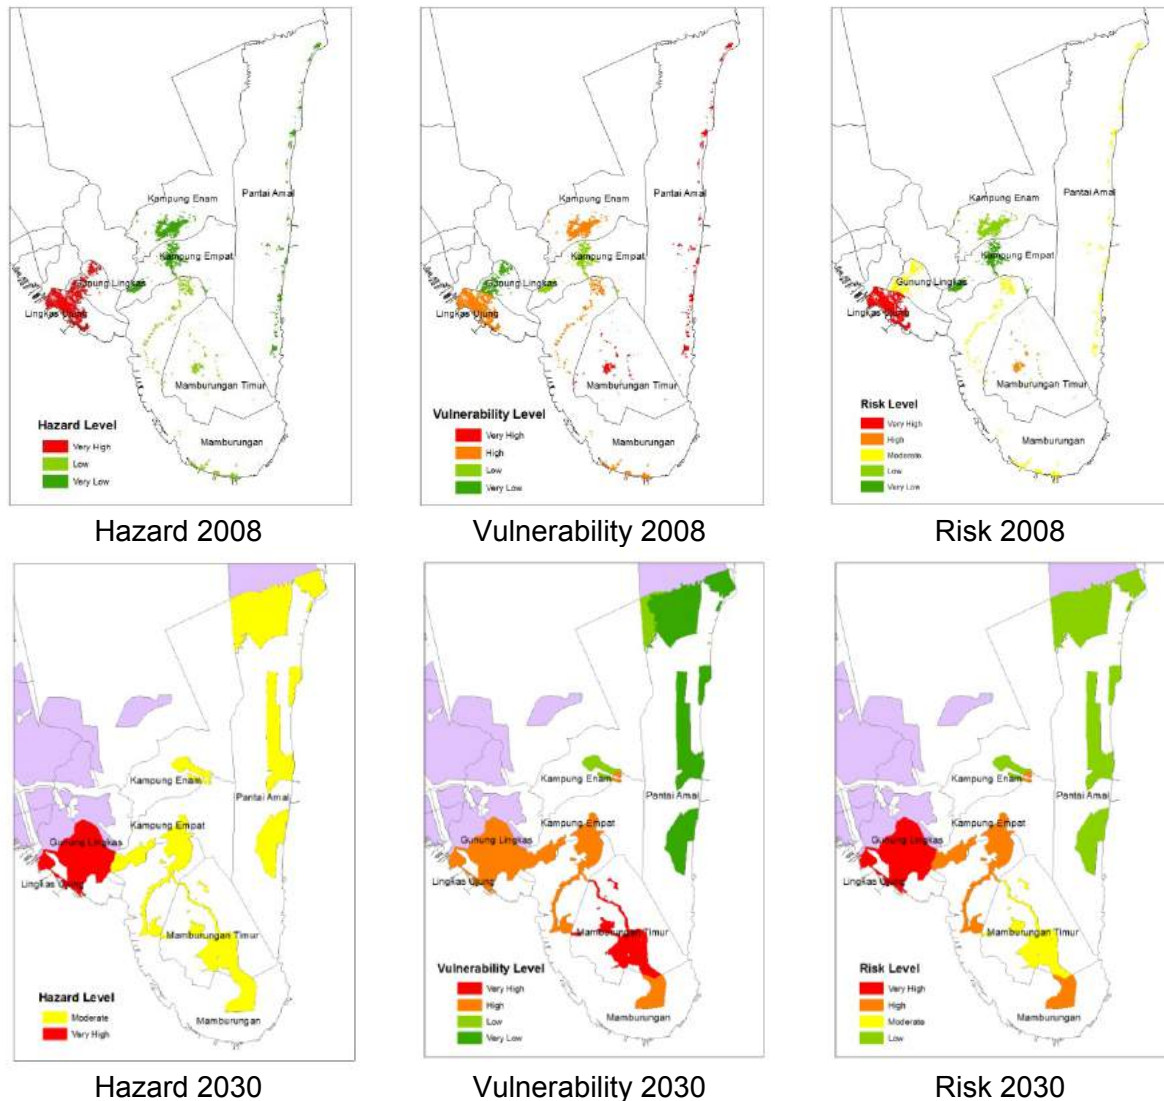 Pantai Amal
Kampung Enam
Kampung Empat
Gunung Lingkas
Lingkas Ujung
Mamburungan Timur
Mamburungan
Hazard Level
Very High
Low
Very Low
Hazard 2008
Pantai Amal
Kampung Enam
Kampung Empat
Gunung Lingkas
Lingkas Ujung
Mamburungan Timur
Mamburungan
Vulnerability Level
Very High
High
Low
Very Low
Vulnerability 2008
Pantai Amal
Kampung Enam
Kampung Empat
Gunung Lingkas
Lingkas Ujung
Mamburungan Timur
Mamburungan
Risk Level
Very High
High
Moderate
Low
Very Low
Risk 2008
Kampung Enam
Pantai Amal
Kampung Empat
Gunung Lingkas
Lingkas Ujung
Mamburungan Timur
Mamburungan
Hazard Level
Moderate
Very High
Hazard 2030
Kampung Enam
Pantai Amal
Kampung Empat
Gunung Lingkas
Lingkas Ujung
Mamburungan Timur
Mamburungan
Vulnerability Level
Very High
High
Low
Very Low
Vulnerability 2030
Kampung Enam
Pantai Amal
Kampung Empat
Gunung Lingkas
Lingkas Ujung
Mamburungan Timur
Mamburungan
Risk Level
Very High
High
Moderate
Low
Risk 2030